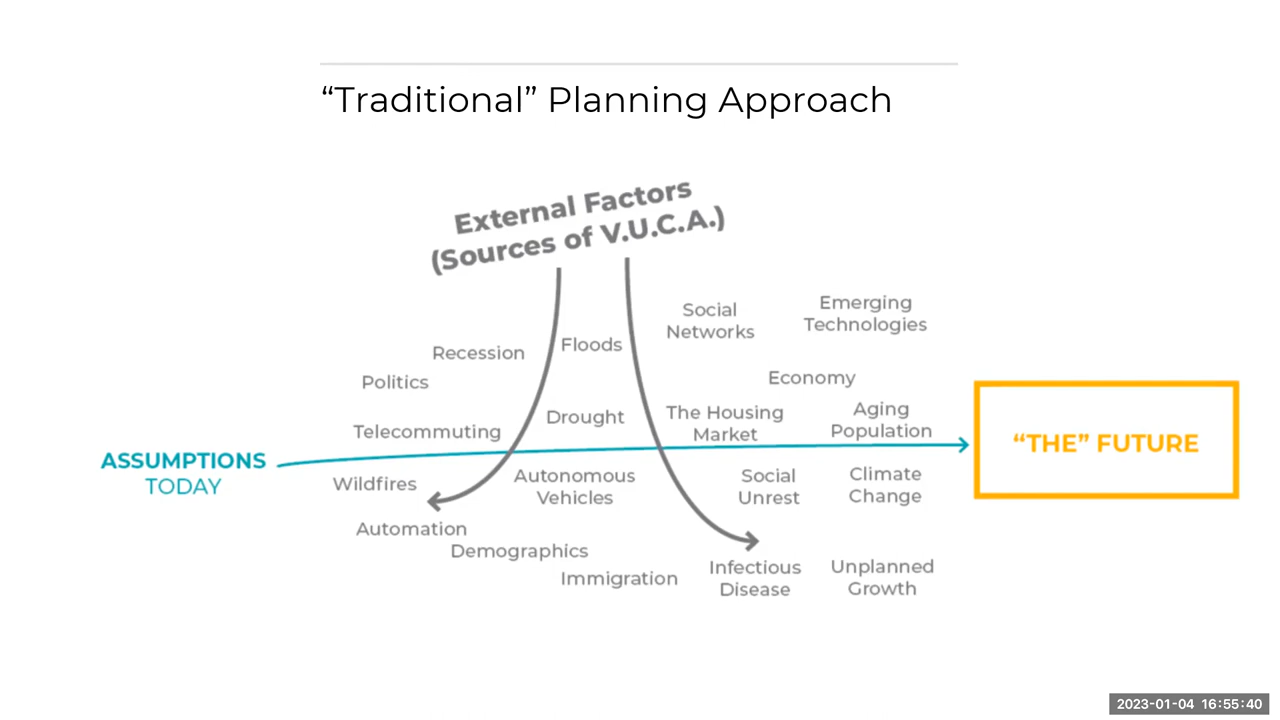 “Traditional” Planning Approach
External Factors
(Sources of V.U.C.A.)
Social
Networks
Emerging
Technologies
Recession
Floods
Politics
Economy
Telecommuting
Drought
The Housing
Market
Aging
Population
ASSUMPTIONS
TODAY
“THE” FUTURE
Wildfires
Autonomous
Vehicles
Social
Unrest
Climate
Change
Automation
Demographics
Immigration
Infectious
Disease
Unplanned
Growth
2023-01-04 16:55:40